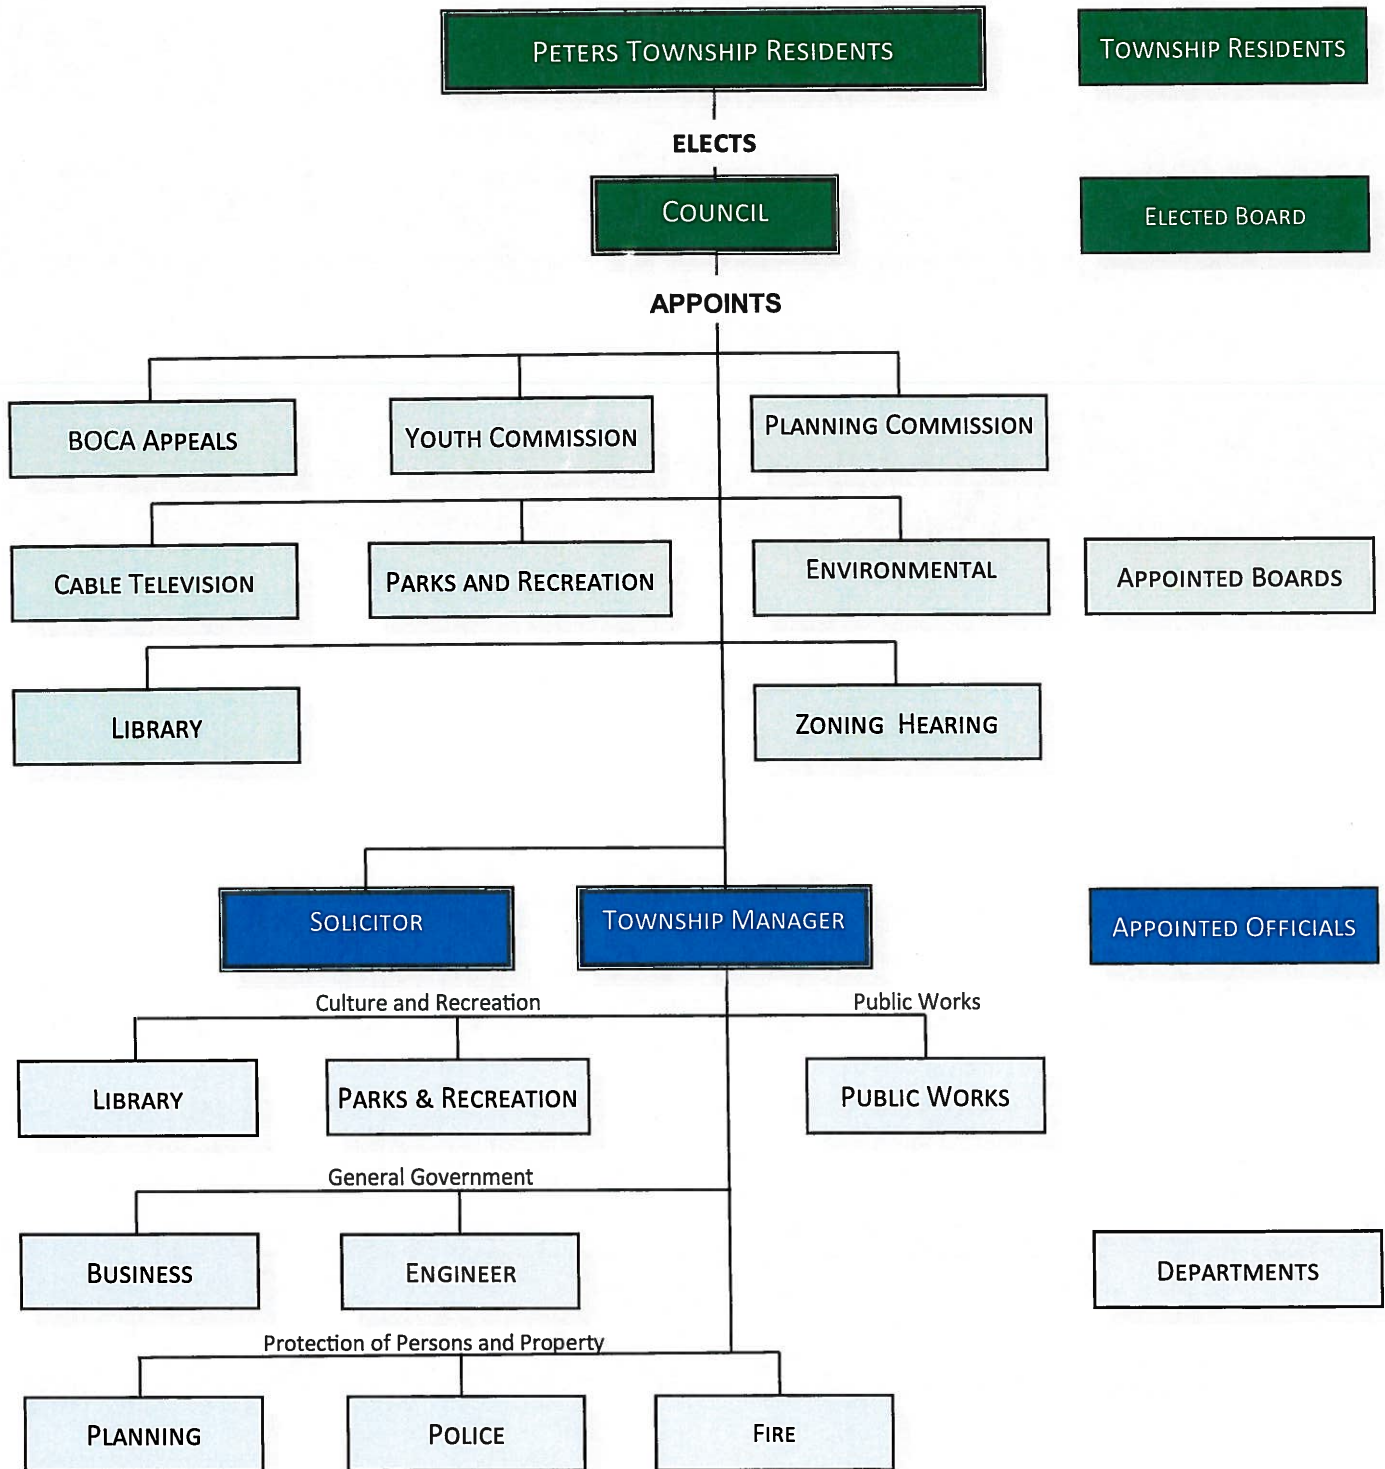 PETERS TOWNSHIP RESIDENTS
TOWNSHIP RESIDENTS
ELECTS
COUNCIL
ELECTED BOARD
APPOINTS
BOCA APPEALS
YOUTH COMMISSION
PLANNING COMMISSION
CABLE TELEVISION
PARKS AND RECREATION
ENVIRONMENTAL
APPOINTED BOARDS
LIBRARY
ZONING HEARING
SOLICITOR
TOWNSHIP MANAGER
APPOINTED OFFICIALS
Culture and Recreation
Public Works
LIBRARY
PARKS & RECREATION
PUBLIC WORKS
General Government
BUSINESS
ENGINEER
DEPARTMENTS
Protection of Persons and Property
PLANNING
POLICE
FIRE